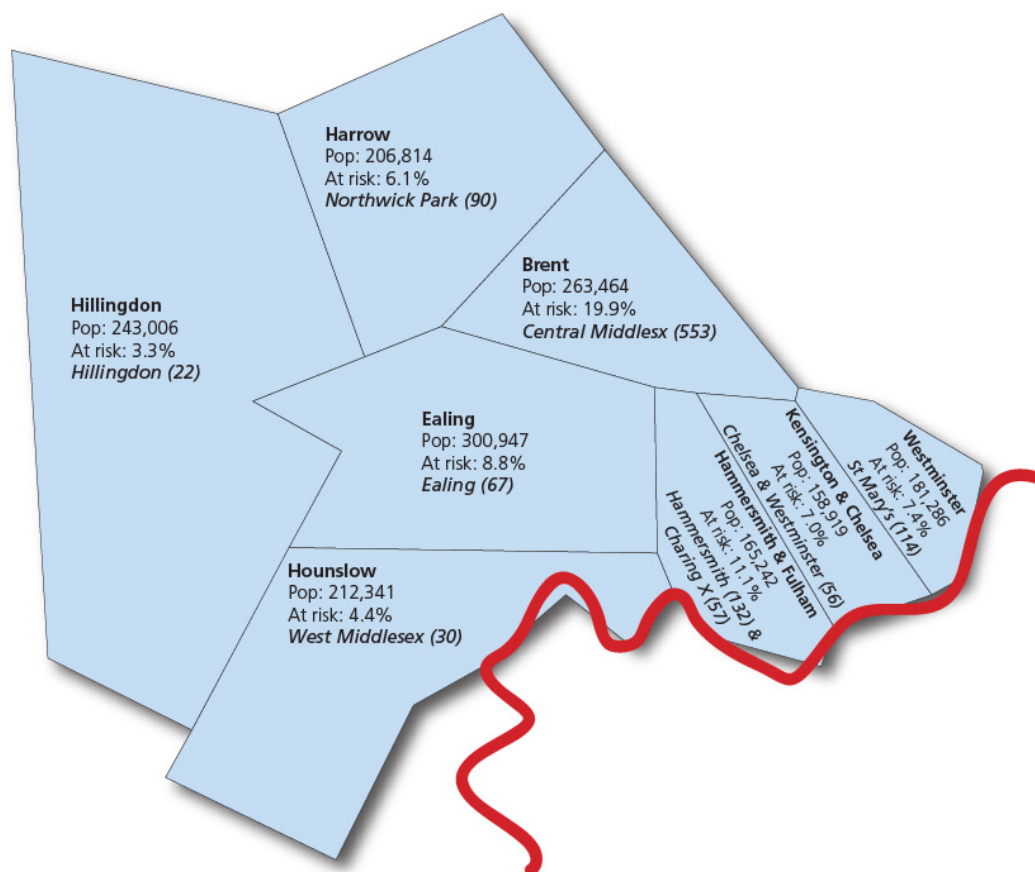 Harrow
Pop: 206,814
At risk: 6.1%
Northwick Park (90)
Brent
Pop: 263,464
At risk: 19.9%
Central Middlesx (553)
Hillingdon
Pop: 243,006
At risk: 3.3%
Hillingdon (22)
Ealing
Pop: 300,947
At risk: 8.8%
Ealing (67)
Westminster
Pop: 181,286
At risk: 7.4%
St Mary's (114)
Kensington & Chelsea
Pop: 158,919
At risk: 7.0%
Chelsea & Westminster (56)
Hammersmith & Fulham
Pop: 165,242
At risk: 11.1%
Hammersmith (132) &
Charing X (57)
Hounslow
Pop: 212,341
At risk: 4.4%
West Middlesex (30)